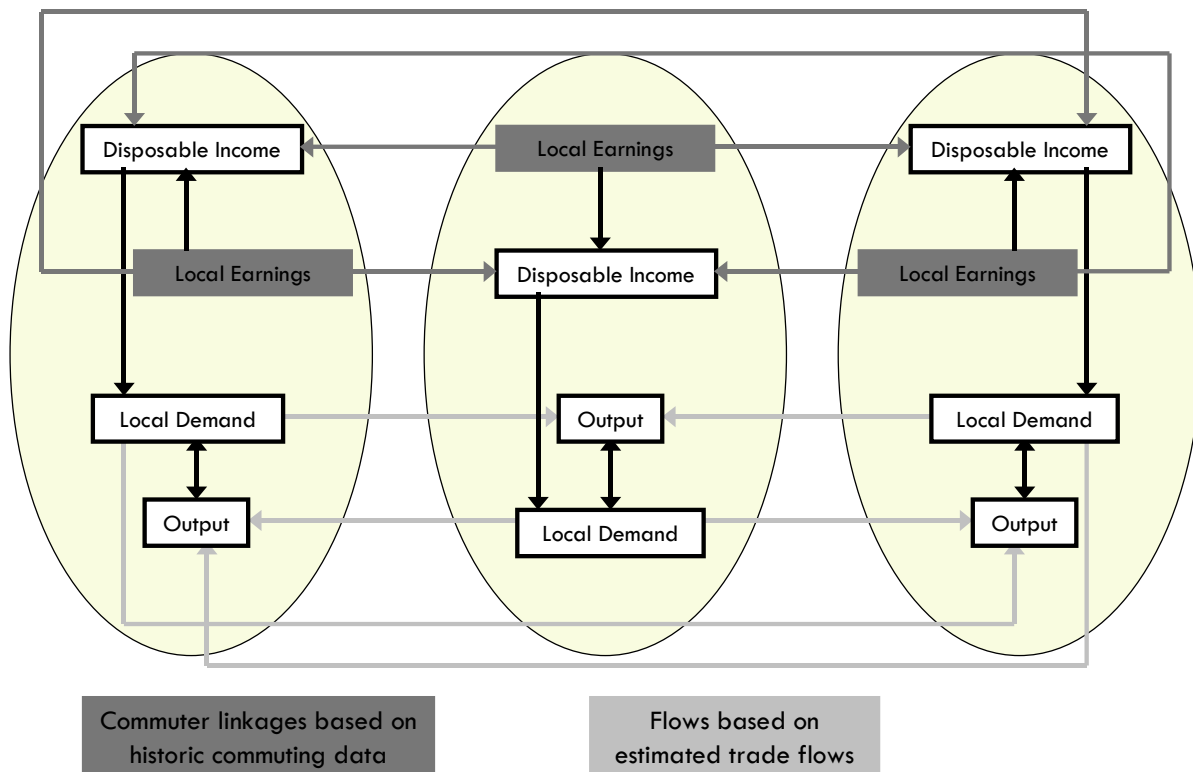 Disposable Income
Local Earnings
Disposable Income
Local Earnings
Disposable Income
Local Earnings
Local Demand
Output
Local Demand
Output
Local Demand
Output
Commuter linkages based on
historic commuting data
Flows based on
estimated trade flows